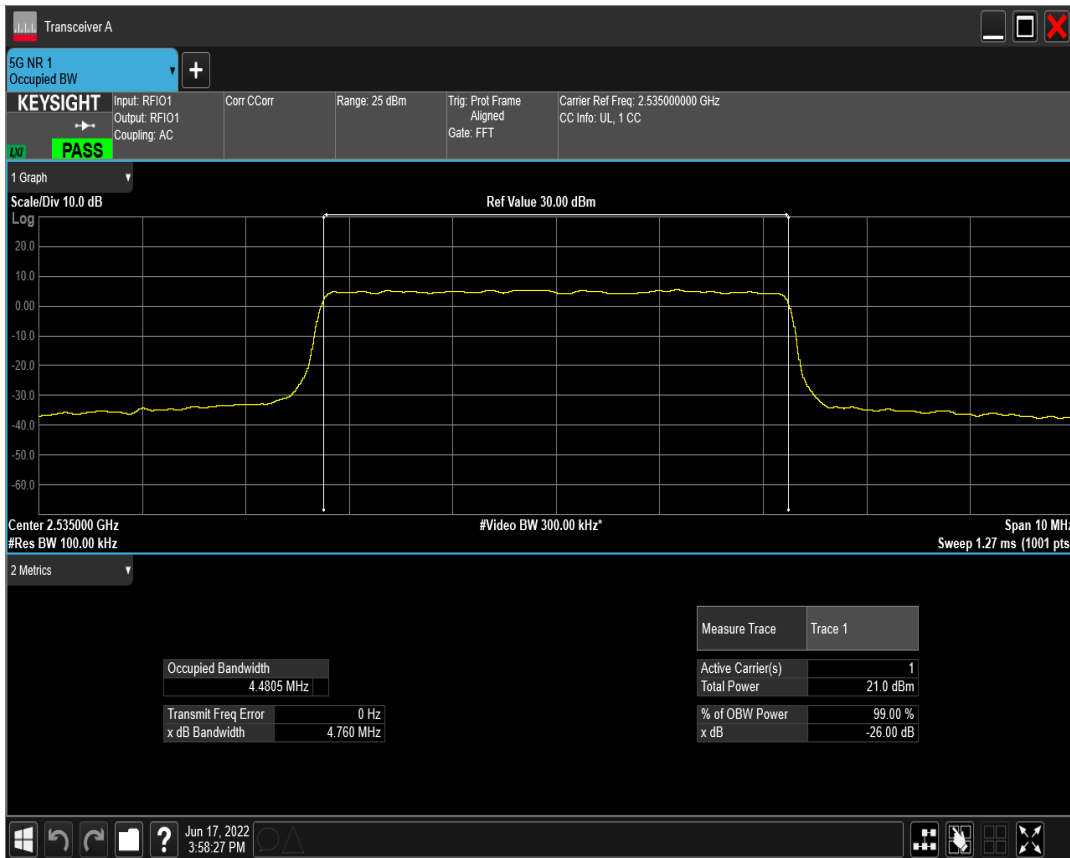 Transceiver A
5G NR 1
Occupied BW
+
KEYSIGHT
LXI
PASS
Input: RFIO1
Output: RFIO1
Coupling: AC
Corr CCorr
Range: 25 dBm
Trig: Prot Frame
Aligned
Gate: FFT
Carrier Ref Freq: 2.535000000 GHz
CC Info: UL, 1 CC
1 Graph
Scale/Div 10.0 dB
Ref Value 30.00 dBm
Log
20.0
10.0
0.00
-10.0
-20.0
-30.0
-40.0
-50.0
-60.0
Center 2.535000 GHz
#Video BW 300.00 kHz*
Span 10 MHz
#Res BW 100.00 kHz
Sweep 1.27 ms (1001 pts
2 Metrics
Measure Trace Trace 1
Occupied Bandwidth
4.4805 MHz
Active Carrier(s) 1
Total Power 21.0 dBm
Transmit Freq Error 0 Hz
x dB Bandwidth 4.760 MHz
% of OBW Power 99.00 %
x dB -26.00 dB
?
Jun 17, 2022
3:58:27 PM